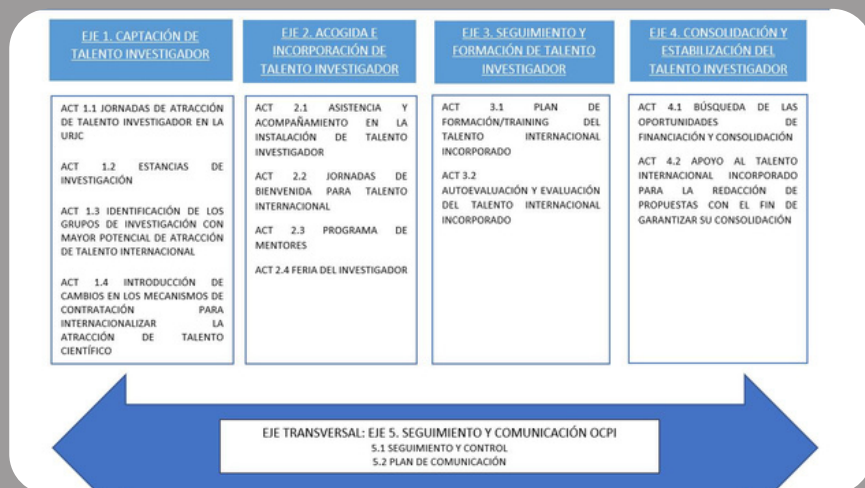 EJE 1. CAPTACIÓN DE
TALENTO INVESTIGADOR
ACT 1.1 JORNADAS DE ATRACCIÓN
DE TALENTO INVESTIGADOR EN LA
URJC
ACT 1.2 ESTANCIAS DE
INVESTIGACIÓN
ACT 1.3 IDENTIFICACIÓN DE LOS
GRUPOS DE INVESTIGACIÓN CON
MAYOR POTENCIAL DE ATRACCIÓN
DE TALENTO INTERNACIONAL
ACT 1.4 INTRODUCCIÓN DE
CAMBIOS EN LOS MECANISMOS DE
CONTRATACIÓN PARA
INTERNACIONALIZAR LA
ATRACCIÓN DE TALENTO
CIENTÍFICO
EJE 2. ACOGIDA E
INCORPORACIÓN DE
TALENTO INVESTIGADOR
ACT 2.1 ASISTENCIA Y
ACOMPAÑAMIENTO EN LA
INSTALACIÓN DE TALENTO
INVESTIGADOR
ACT 2.2 JORNADAS DE
BIENVENIDA PARA TALENTO
INTERNACIONAL
ACT 2.3 PROGRAMA DE
MENTORES
ACT 2.4 FERIA DEL INVESTIGADOR
EJE 3. SEGUIMIENTO Y
FORMACIÓN DE TALENTO
INVESTIGADOR
ACT 3.1 PLAN DE
FORMACIÓN/TRAINING DEL
TALENTO INTERNACIONAL
INCORPORADO
ACT 3.2
AUTOEVALUACIÓN Y EVALUACIÓN
DEL TALENTO INTERNACIONAL
INCORPORADO
EJE 4. CONSOLIDACIÓN Y
ESTABILIZACIÓN DEL
TALENTO INVESTIGADOR
ACT 4.1 BÚSQUEDA DE LAS
OPORTUNIDADES DE
FINANCIACIÓN Y CONSOLIDACIÓN
ACT 4.2 APOYO AL TALENTO
INTERNACIONAL INCORPORADO
PARA LA REDACCIÓN DE
PROPUESTAS CON EL FIN DE
GARANTIZAR SU CONSOLIDACIÓN
EJE TRANSVERSAL: EJE 5. SEGUIMIENTO Y COMUNICACIÓN OCPI
5.1 SEGUIMIENTO Y CONTROL
5.2 PLAN DE COMUNICACIÓN